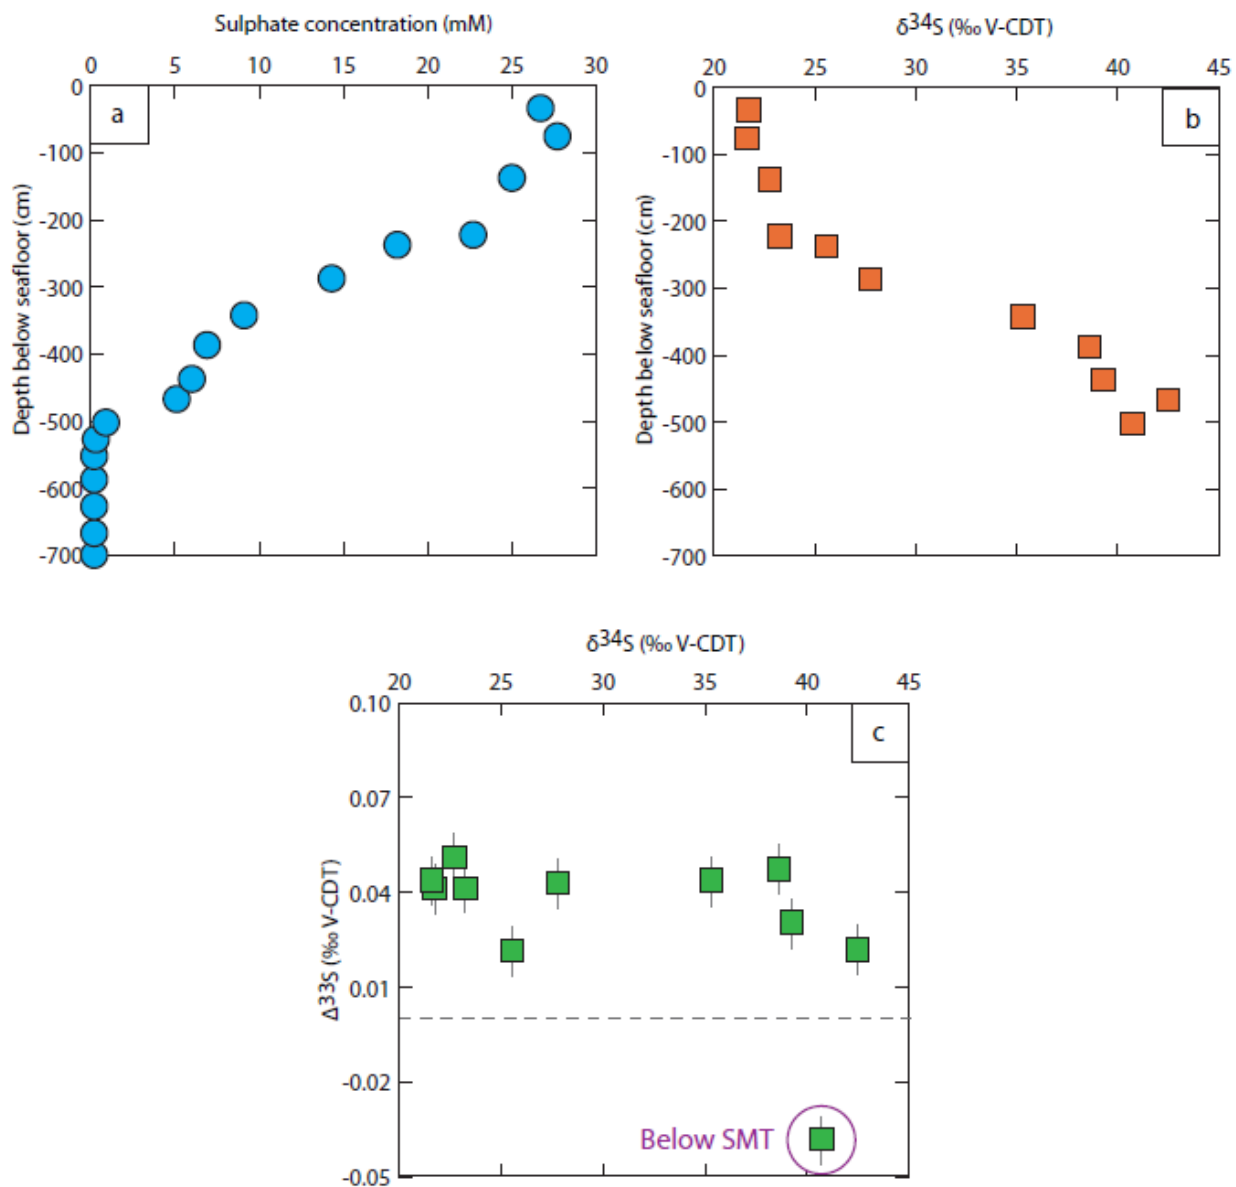 Sulphate concentration (mM)
0 5 10 15 20 25 30
0
-100
-200
-300
-400
-500
-600
-700
Depth below seafloor (cm)
a
δ34S (‰ V-CDT)
20 25 30 35 40 45
0
-100
-200
-300
-400
-500
-600
-700
Depth below seafloor (cm)
b
δ34S (‰ V-CDT)
20 25 30 35 40 45
0.10
0.07
0.04
0.01
-0.02
-0.05
Δ33S (‰ V-CDT)
c
Below SMT